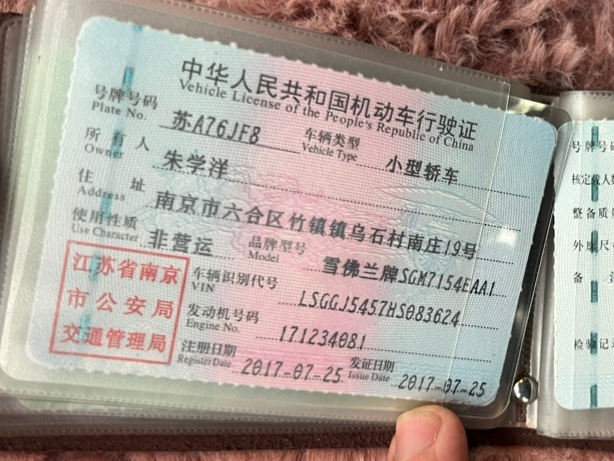 中华人民共和国机动车行驶证
Vehicle License of the People's Republic of China
号牌号码 苏A76JF8 车辆类型 小型轿车
Plate No. Vehicle Type
所有人 朱学洋
Owner
住址 南京市六合区竹镇镇乌石村南庄19号
Address
使用性质 非营运 品牌型号 雪佛兰牌SGM7154EAA1
Use Character Model
江苏省南京
市公安局
交通管理局
车辆识别代号 LSGGJ5457HS083624
VIN
发动机号码 171234081
Engine No.
注册日期 2017-07-25 发证日期 2017-07-25
Register Date Issue Date
号牌号码
核定载人数
整备质量
外廓尺寸
备
检验记录